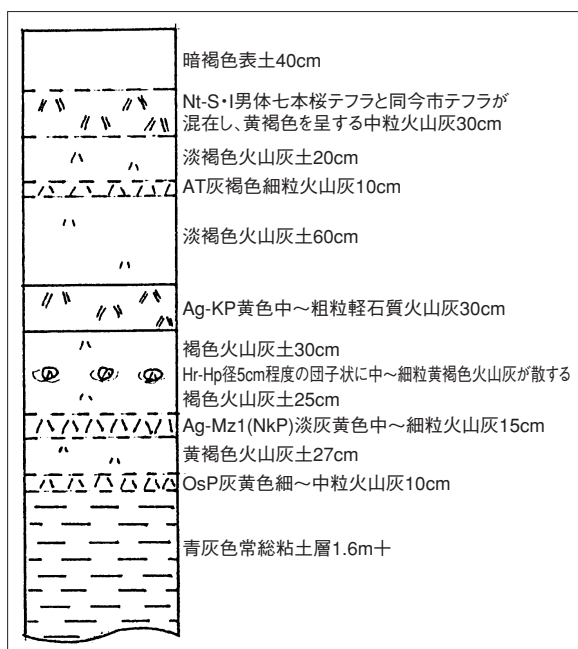 暗褐色表土40cm
Nt-S・I男体七本桜テフラと同今市テフラが
混在し、黄褐色を呈する中粒火山灰30cm
淡褐色火山灰土20cm
AT灰褐色細粒火山灰10cm
淡褐色火山灰土60cm
Ag-KP黄色中～粗粒軽石質火山灰30cm
褐色火山灰土30cm
Hr-Hp径5cm程度の団子状に中～細粒黄褐色火山灰が散する
褐色火山灰土25cm
Ag-Mz1(NkP)淡灰黄色中～細粒火山灰15cm
黄褐色火山灰土27cm
OsP灰黄色細～中粒火山灰10cm
青灰色常総粘土層1.6m十